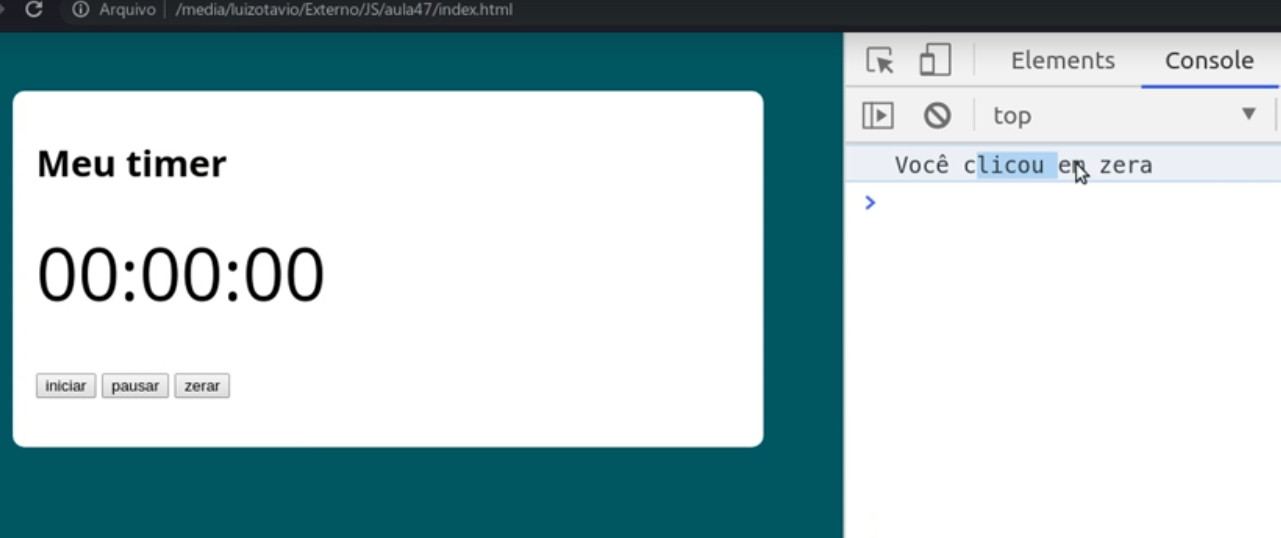 Arquivo /media/luizotavio/Externo/JS/aula47/index.html
Elements Console
top
Meu timer
00:00:00
iniciar pausar zerar
Você clicou en zera